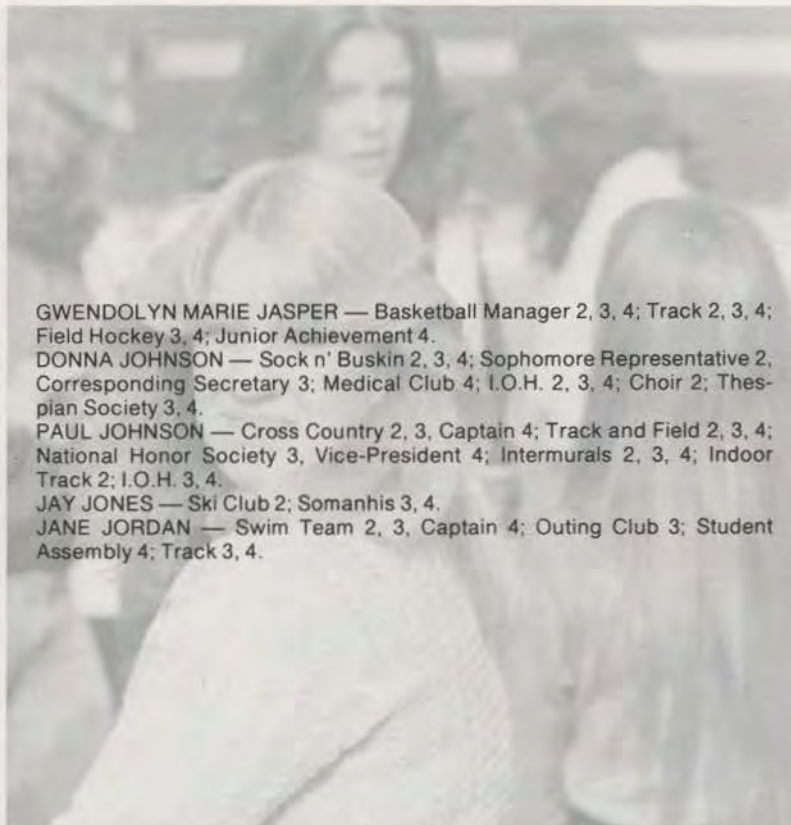 GWENDOLYN MARIE JASPER — Basketball Manager 2, 3, 4; Track 2, 3, 4;
Field Hockey 3, 4; Junior Achievement 4.
DONNA JOHNSON — Sock n' Buskin 2, 3, 4; Sophomore Representative 2,
Corresponding Secretary 3; Medical Club 4; I.O.H. 2, 3, 4; Choir 2; Thes-
pian Society 3, 4.
PAUL JOHNSON — Cross Country 2, 3, Captain 4; Track and Field 2, 3, 4;
National Honor Society 3, Vice-President 4; Intermurals 2, 3, 4; Indoor
Track 2; I.O.H. 3, 4.
JAY JONES — Ski Club 2; Somanhis 3, 4.
JANE JORDAN — Swim Team 2, 3, Captain 4; Outing Club 3; Student
Assembly 4; Track 3, 4.